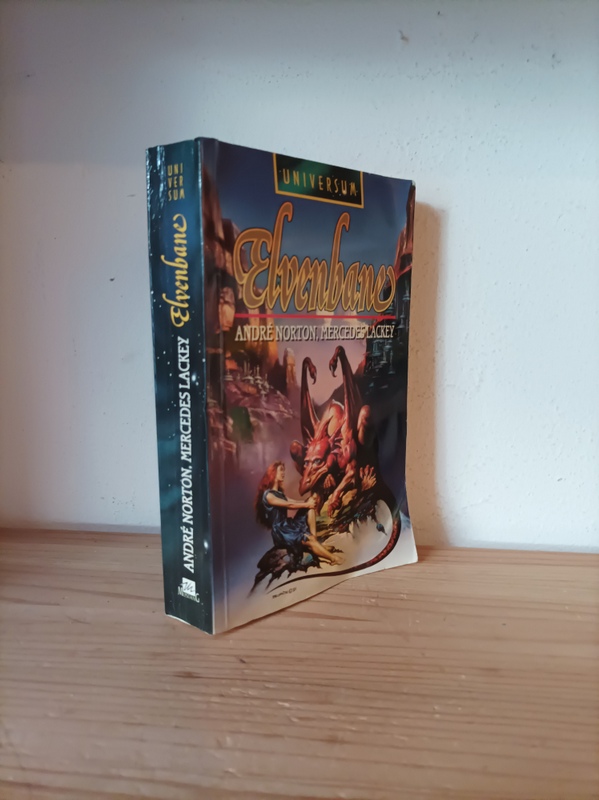 UNI
VER
SUM
Elvenbane
ANDRÉ NORTON, MERCEDES LACKEY
UNIVERSUM
Elvenbane
ANDRÉ NORTON, MERCEDES LACKEY